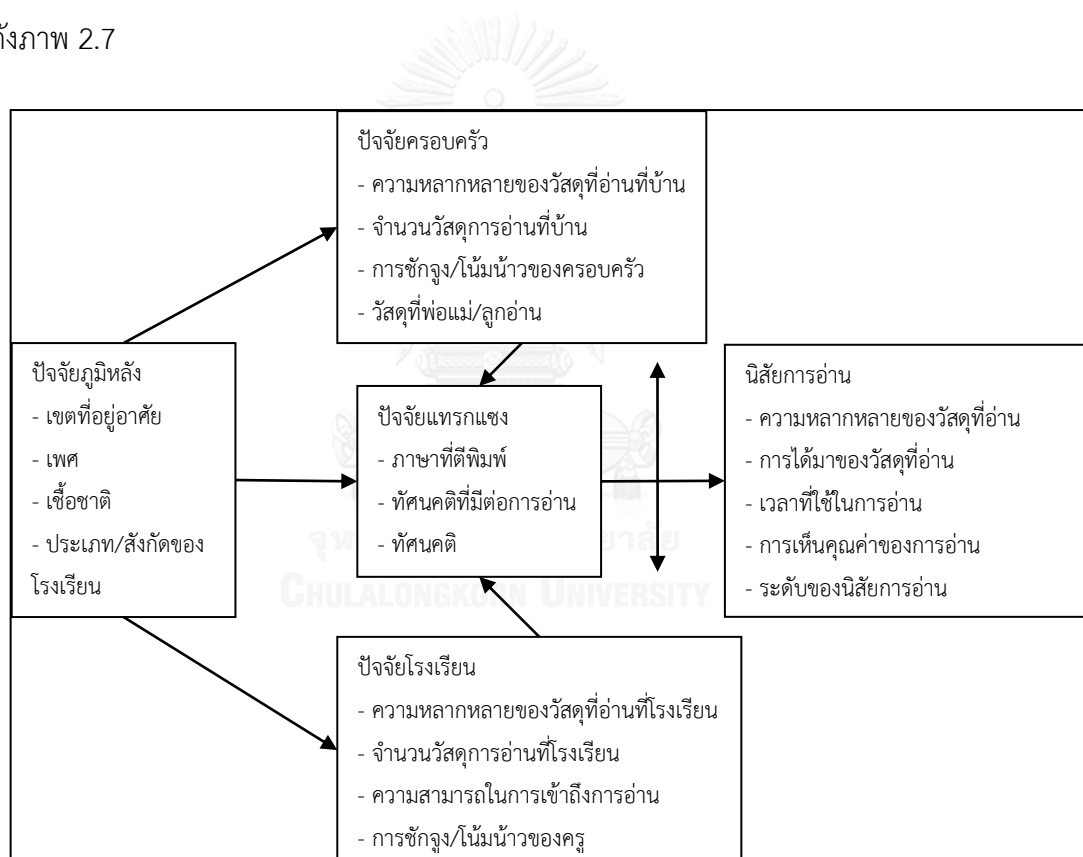 ดังภาพ 2.7
ปัจจัยครอบครัว
- ความหลากหลายของวัสดุที่อ่านที่บ้าน
- จำนวนวัสดุการอ่านที่บ้าน
- การชักจูง/โน้มน้าวของครอบครัว
- วัสดุที่พ่อแม่/ลูกอ่าน
ปัจจัยภูมิหลัง
- เขตที่อยู่อาศัย
- เพศ
- เชื้อชาติ
- ประเภท/สังกัดของ
โรงเรียน
ปัจจัยแทรกแซง
- ภาษาที่ตีพิมพ์
- ทัศนคติที่มีต่อการอ่าน
- ทัศนคติ
นิสัยการอ่าน
- ความหลากหลายของวัสดุที่อ่าน
- การได้มาของวัสดุที่อ่าน
- เวลาที่ใช้ในการอ่าน
- การเห็นคุณค่าของการอ่าน
- ระดับของนิสัยการอ่าน
CHULALONGKORN UNIVERSITY
ปัจจัยโรงเรียน
- ความหลากหลายของวัสดุที่อ่านที่โรงเรียน
- จำนวนวัสดุการอ่านที่โรงเรียน
- ความสามารถในการเข้าถึงการอ่าน
- การชักจูง/โน้มน้าวของครู